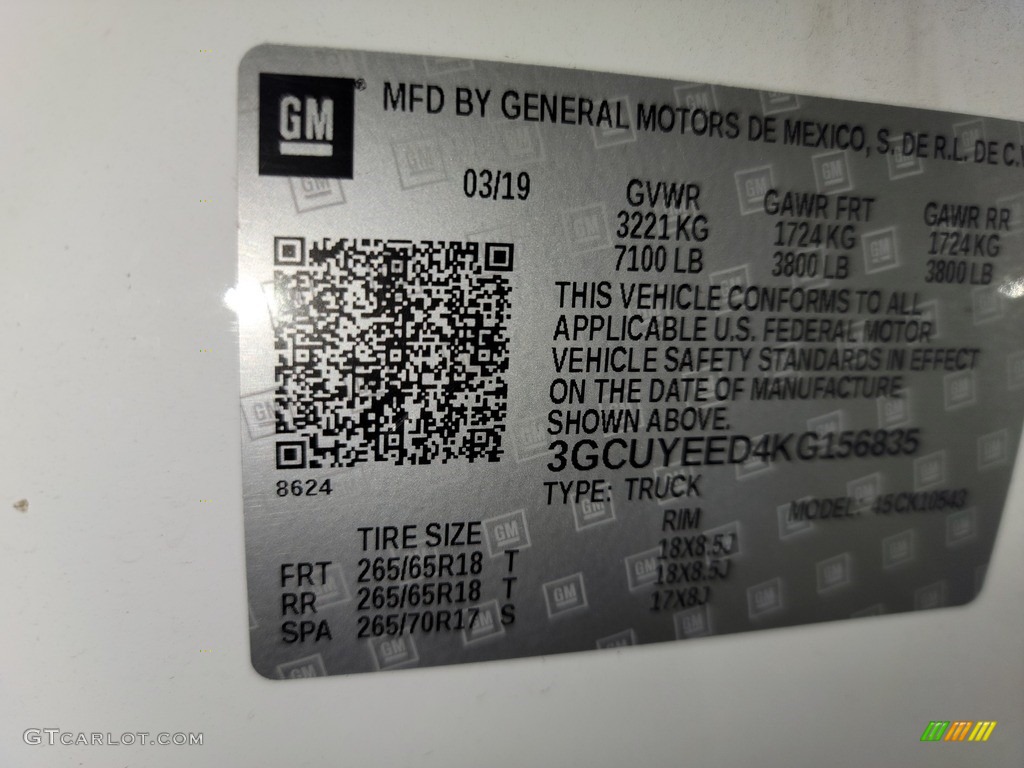 GM ® MFD BY GENERAL MOTORS DE MEXICO, S. DE R.L. DE C.V
03/19
GVWR GAWR FRT GAWR RR
3221 KG 1724 KG 1724 KG
7100 LB 3800 LB 3800 LB
THIS VEHICLE CONFORMS TO ALL
APPLICABLE U.S. FEDERAL MOTOR
VEHICLE SAFETY STANDARDS IN EFFECT
ON THE DATE OF MANUFACTURE
SHOWN ABOVE.
3GCUYEED4KG156835
8624
TYPE: TRUCK MODEL:
TIRE SIZE RIM
FRT 265/65R18 T 18X8.5J
RR 265/65R18 T 18X8.5J
SPA 265/70R17 S 17X8J
GTCARLOT.COM